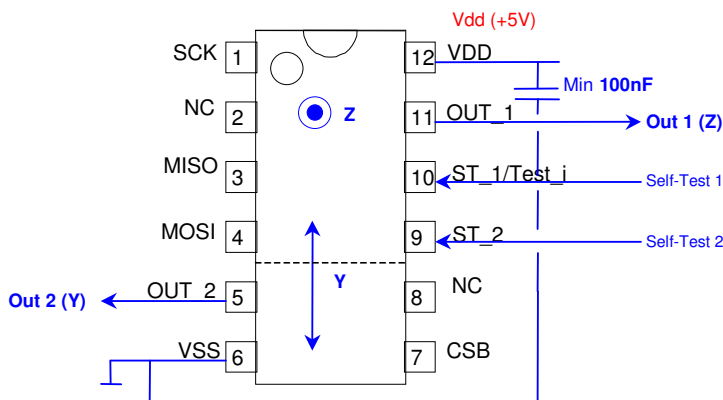 Vdd (+5V)
SCK 1 12 VDD
Min 100nF
NC 2 Z 11 OUT_1 Out 1 (Z)
MISO 3 10 ST_1/Test_i Self-Test 1
MOSI 4 9 ST_2 Self-Test 2
Out 2 (Y) OUT_2 5 Y 8 NC
VSS 6 7 CSB